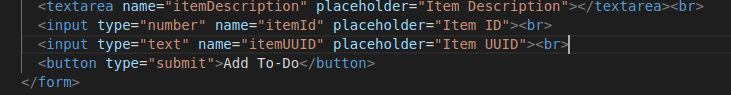 <textarea name="itemDescription" placeholder="Item Description"></textarea><br>
<input type="number" name="itemId" placeholder="Item ID"><br>
<input type="text" name="itemUUID" placeholder="Item UUID"><br>
<button type="submit">Add To-Do</button>
</form>